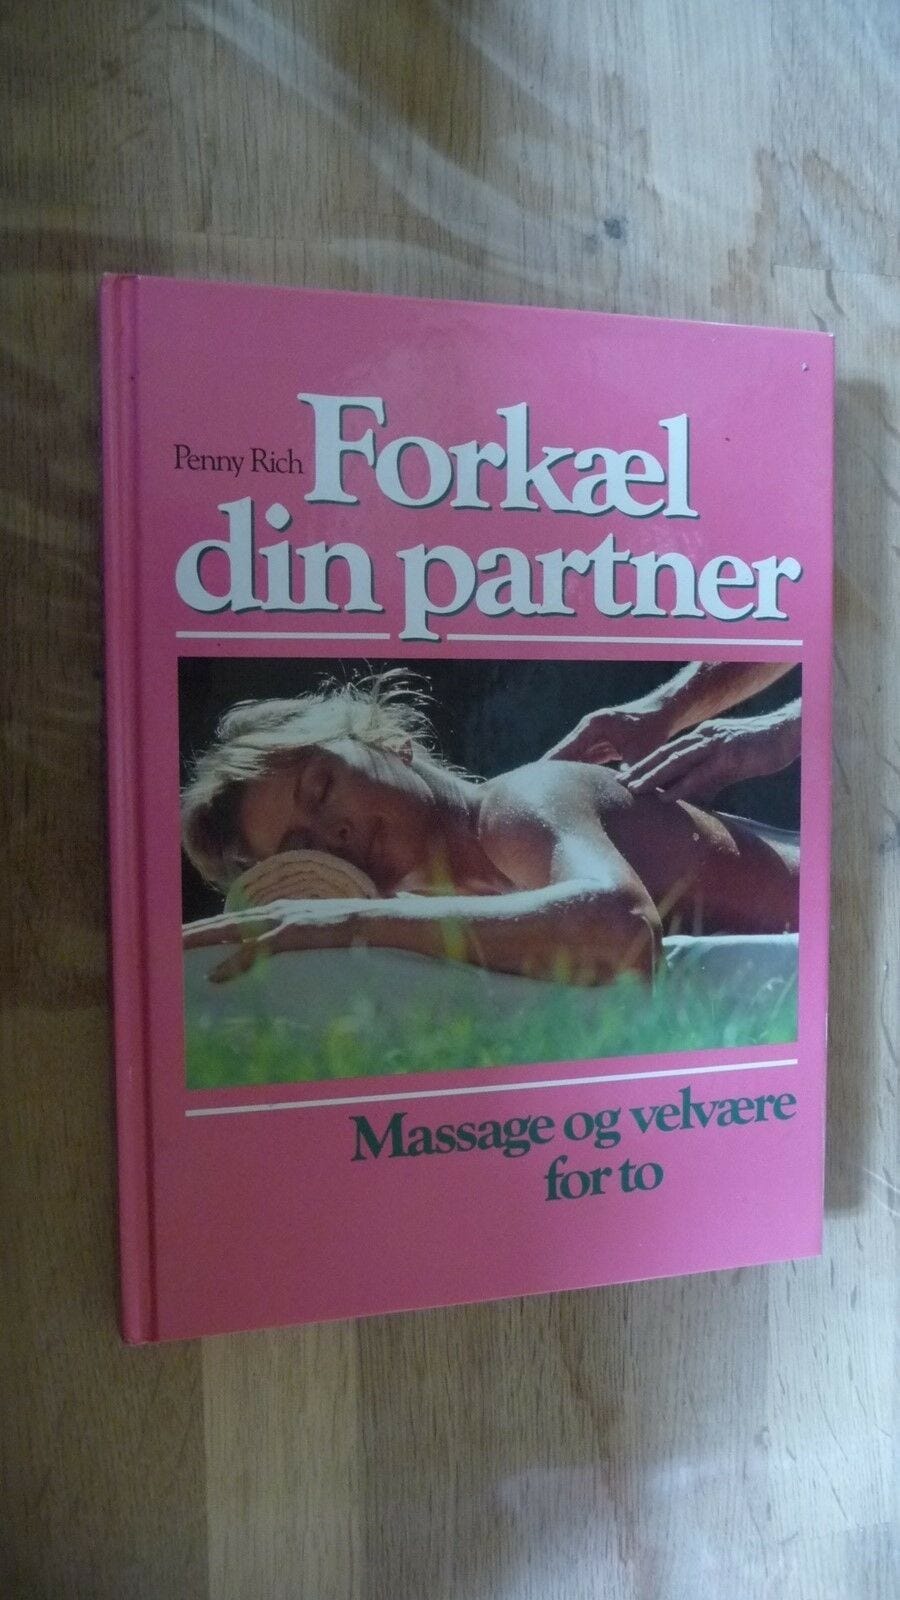 Penny Rich
Forkæl
din partner
Massage og velvære
for to